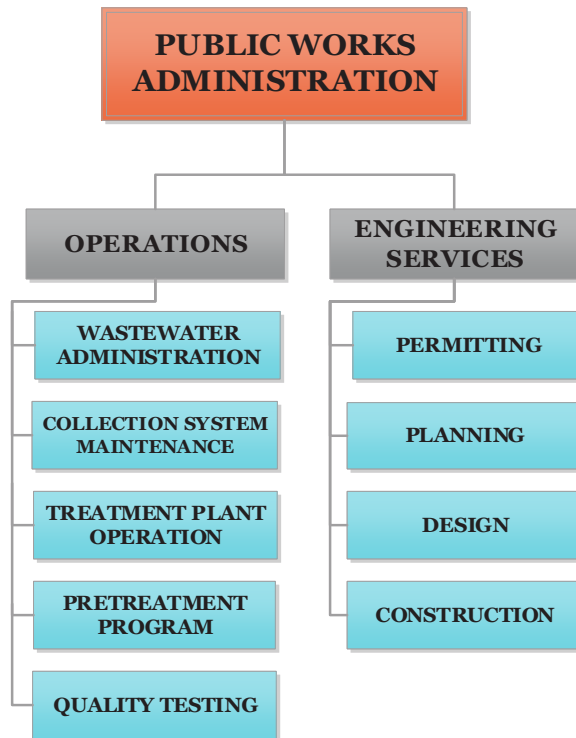 PUBLIC WORKS
ADMINISTRATION
OPERATIONS
WASTEWATER
ADMINISTRATION
COLLECTION SYSTEM
MAINTENANCE
TREATMENT PLANT
OPERATION
PRETREATMENT
PROGRAM
QUALITY TESTING
ENGINEERING
SERVICES
PERMITTING
PLANNING
DESIGN
CONSTRUCTION